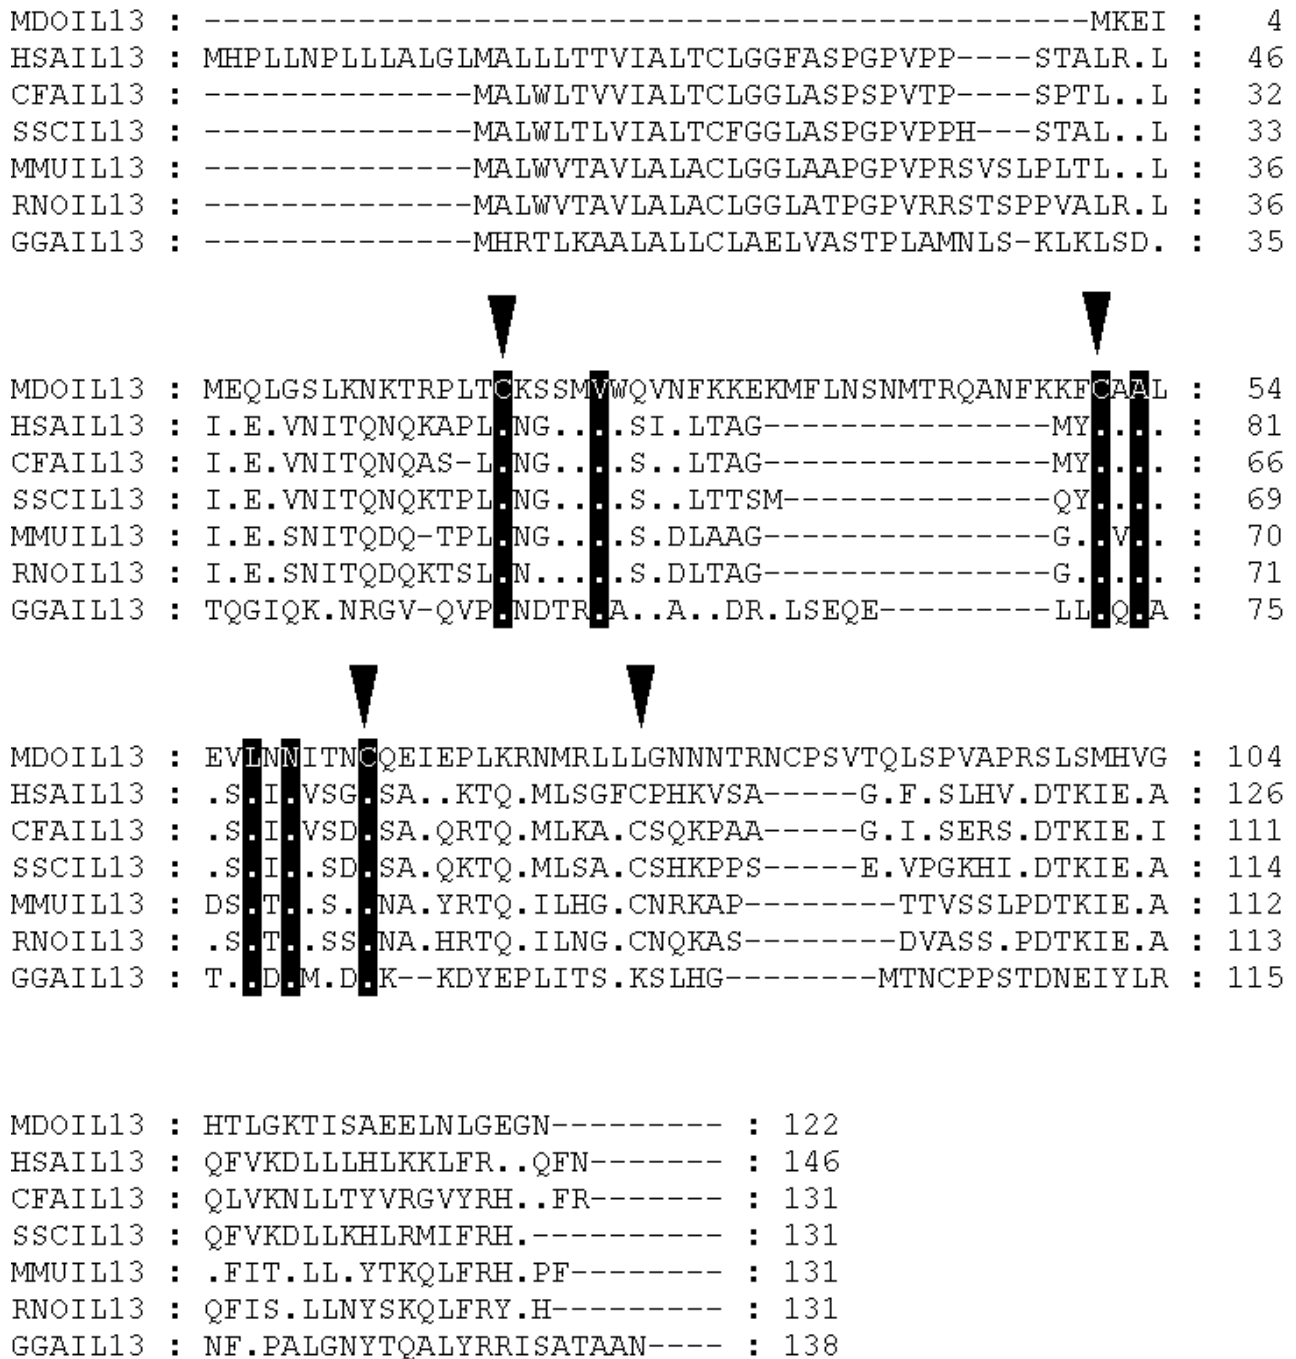 MDOIL13 : ----------------------------------------------MKEI : 4
HSAIL13 : MHPLLNPLLLALGLMALLLTTVIALTCLGGFASPGPVPP----STALR.L : 46
CFAIL13 : --------------MALWLTVVIALTCLGGLASPSPVTP----SPTL..L : 32
SSCIL13 : --------------MALWLTLVIALTCFGGLASPGPVPPH---STAL..L : 33
MMUIL13 : --------------MALWVTAVLALACLGGLAAPGPVPRSVSLPLTL..L : 36
RNOIL13 : --------------MALWVTAVLALACLGGLATPGPVRRSTSPPVALR.L : 36
GGAIL13 : --------------MHRTLKAALALLCLAELVASTPLAMNLS-KLKLSD. : 35
MDOIL13 : MEQLGSLKNKTRPLTCKSSMVWQVNFKKEKMFLNSNMTRQANFKKFCAAL : 54
HSAIL13 : I.E.VNITQNQKAPL.NG....SI.LTAG---------------MY.... : 81
CFAIL13 : I.E.VNITQNQAS-L.NG....S..LTAG---------------MY.... : 66
SSCIL13 : I.E.VNITQNQKTPL.NG....S..LTTSM--------------QY.... : 69
MMUIL13 : I.E.SNITQDQ-TPL.NG....S.DLAAG---------------G..V.. : 70
RNOIL13 : I.E.SNITQDQKTSL.N.....S.DLTAG---------------G..... : 71
GGAIL13 : TQGIQK.NRGV-QVP.NDTR.A..A..DR.LSEQE---------LL.Q.A : 75
MDOIL13 : EVLNNITNCQEIEPLKRNMRLLLGNNNTRNCPSVTQLSPVAPRSLSMHVG : 104
HSAIL13 : .S.I.VSG.SA..KTQ.MLSGFCPHKVSA-----G.F.SLHV.DTKIE.A : 126
CFAIL13 : .S.I.VSD.SA.QRTQ.MLKA.CSQKPAA-----G.I.SERS.DTKIE.I : 111
SSCIL13 : .S.I..SD.SA.QKTQ.MLSA.CSHKPPS-----E.VPGKHI.DTKIE.A : 114
MMUIL13 : DS.T..S..NA.YRTQ.ILHG.CNRKAP--------TTVSSLPDTKIE.A : 112
RNOIL13 : .S.T..SS.NA.HRTQ.ILNG.CNQKAS--------DVASS.PDTKIE.A : 113
GGAIL13 : T..D.M.D.K--KDYEPLITS.KSLHG--------MTNCPPSTDNEIYLR : 115
MDOIL13 : HTLGKTISAEELNLGEGN--------- : 122
HSAIL13 : QFVKDLLLHLKKLFR..QFN------- : 146
CFAIL13 : QLVKNLLTYVRGVYRH..FR------- : 131
SSCIL13 : QFVKDLLKHLRMIFRH.---------- : 131
MMUIL13 : .FIT.LL.YTKQLFRH.PF-------- : 131
RNOIL13 : QFIS.LLNYSKQLFRY.H--------- : 131
GGAIL13 : NF.PALGNYTQALYRRISATAAN---- : 138